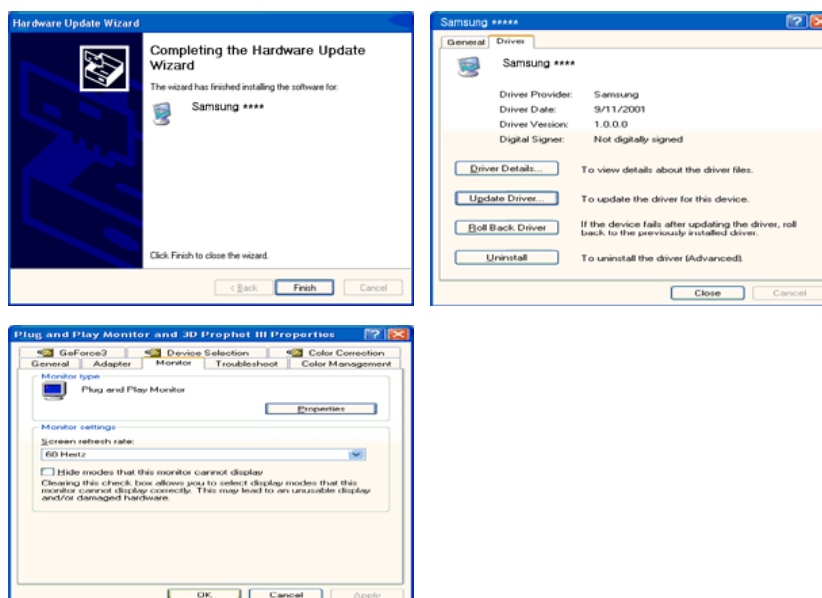 Hardware Update Wizard
Completing the Hardware Update
Wizard
The wizard has finished installing the software for:
Samsung ****
Click Finish to close the wizard.
< Back
Finish
Cancel
Samsung *****
General
Driver
Samsung ****
Driver Provider: Samsung
Driver Date: 9/11/2001
Driver Version: 1.0.0.0
Digital Signer: Not digitally signed
Driver Details... To view details about the driver files.
Update Driver... To update the driver for this device.
Roll Back Driver If the device fails after updating the driver, roll
back to the previously installed driver.
Uninstall To uninstall the driver (Advanced).
Close
Cancel
Plug and Play Monitor and 3D Prophet III Properties
GeForce3
Device Selection
Color Correction
General
Adapter
Monitor
Troubleshoot
Color Management
Monitor type
Plug and Play Monitor
Properties
Monitor settings
Screen refresh rate:
60 Hertz
Hide modes that this monitor cannot display
Clearing this check box allows you to select display modes that this
monitor cannot display correctly. This may lead to an unusable display
and/or damaged hardware.
OK
Cancel
Apply